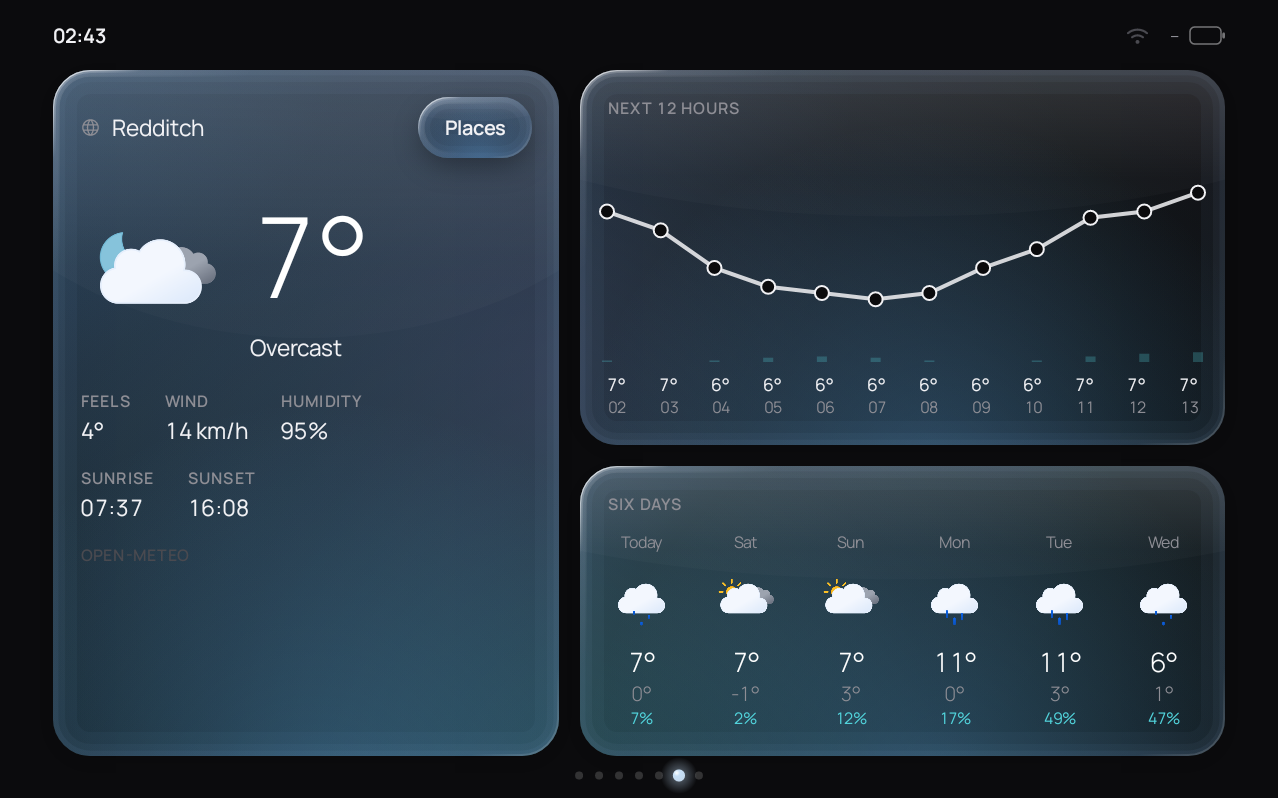 02:43
Redditch
Places
7°
Overcast
FEELS WIND HUMIDITY
4° 14 km/h 95%
SUNRISE SUNSET
07:37 16:08
OPEN-METEO
NEXT 12 HOURS
7° 7° 6° 6° 6° 6° 6° 6° 6° 7° 7° 7°
02 03 04 05 06 07 08 09 10 11 12 13
SIX DAYS
Today Sat Sun Mon Tue Wed
7° 7° 7° 11° 11° 6°
0° -1° 3° 0° 3° 1°
7% 2% 12% 17% 49% 47%